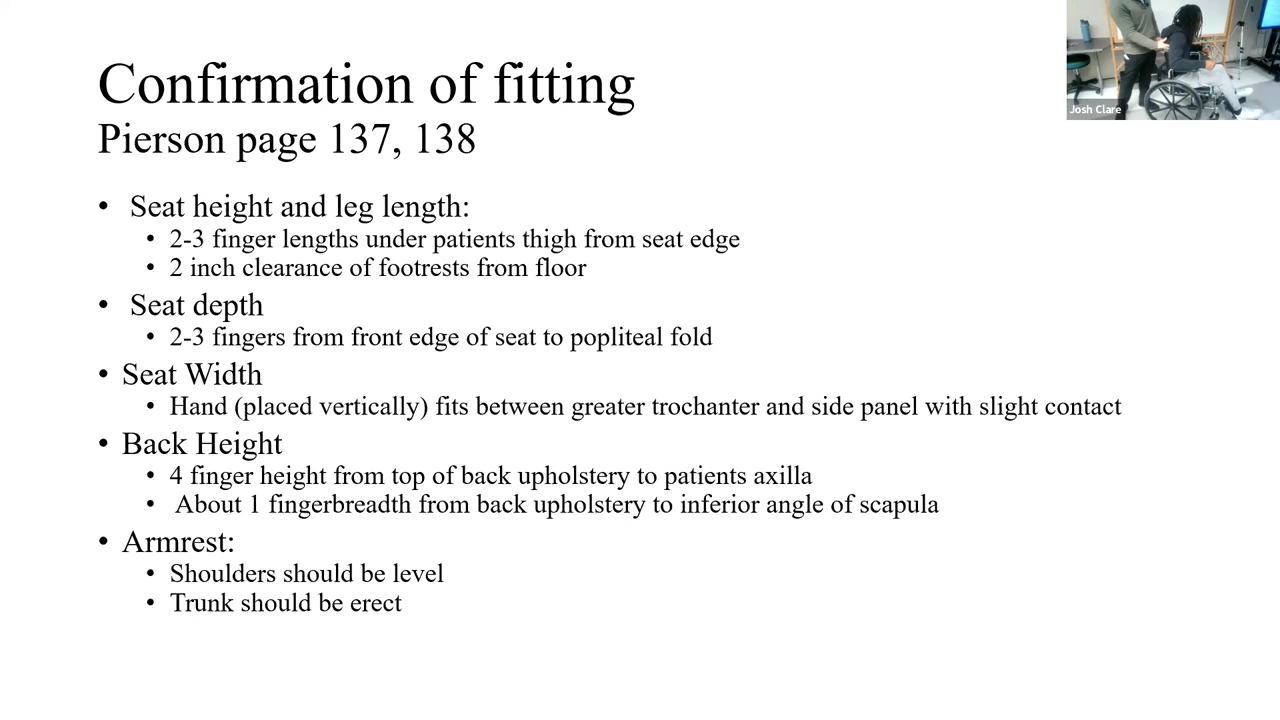 Confirmation of fitting
Pierson page 137, 138
Josh Clare
• Seat height and leg length:
• 2-3 finger lengths under patients thigh from seat edge
• 2 inch clearance of footrests from floor
• Seat depth
• 2-3 fingers from front edge of seat to popliteal fold
• Seat Width
• Hand (placed vertically) fits between greater trochanter and side panel with slight contact
• Back Height
• 4 finger height from top of back upholstery to patients axilla
• About 1 fingerbreadth from back upholstery to inferior angle of scapula
• Armrest:
• Shoulders should be level
• Trunk should be erect